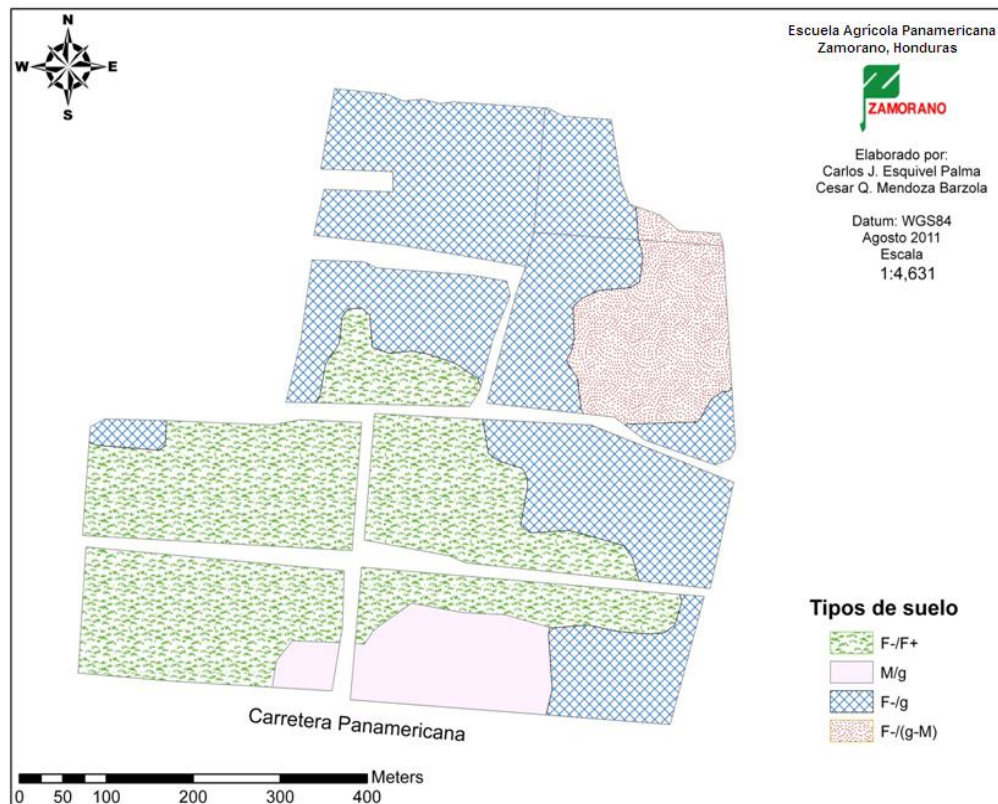 N
W
E
S
Escuela Agrícola Panamericana
Zamorano, Honduras
ZAMORANO
Elaborado por:
Carlos J. Esquivel Palma
Cesar Q. Mendoza Barzola
Datum: WGS84
Agosto 2011
Escala
1:4,631
Tipos de suelo
F-/F+
M/g
F-/g
F-/(g-M)
Carretera Panamericana
Meters
0 50 100 200 300 400